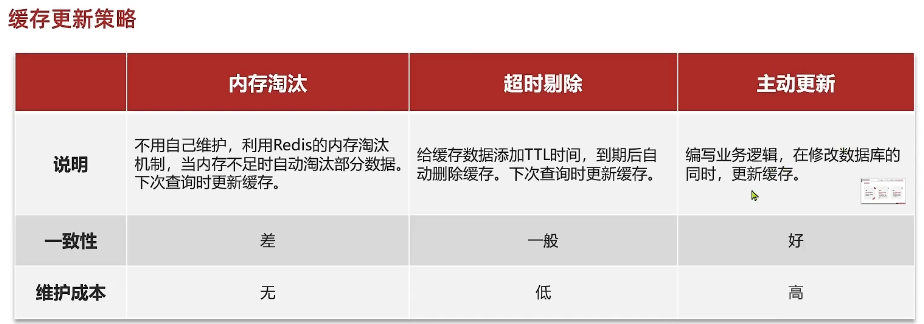 缓存更新策略
内存淘汰
超时剔除
主动更新
说明
不用自己维护，利用Redis的内存淘汰
机制，当内存不足时自动淘汰部分数据。
下次查询时更新缓存。
给缓存数据添加TTL时间，到期后自
动删除缓存。下次查询时更新缓存。
编写业务逻辑，在修改数据库的
同时，更新缓存。
一致性
差
一般
好
维护成本
无
低
高